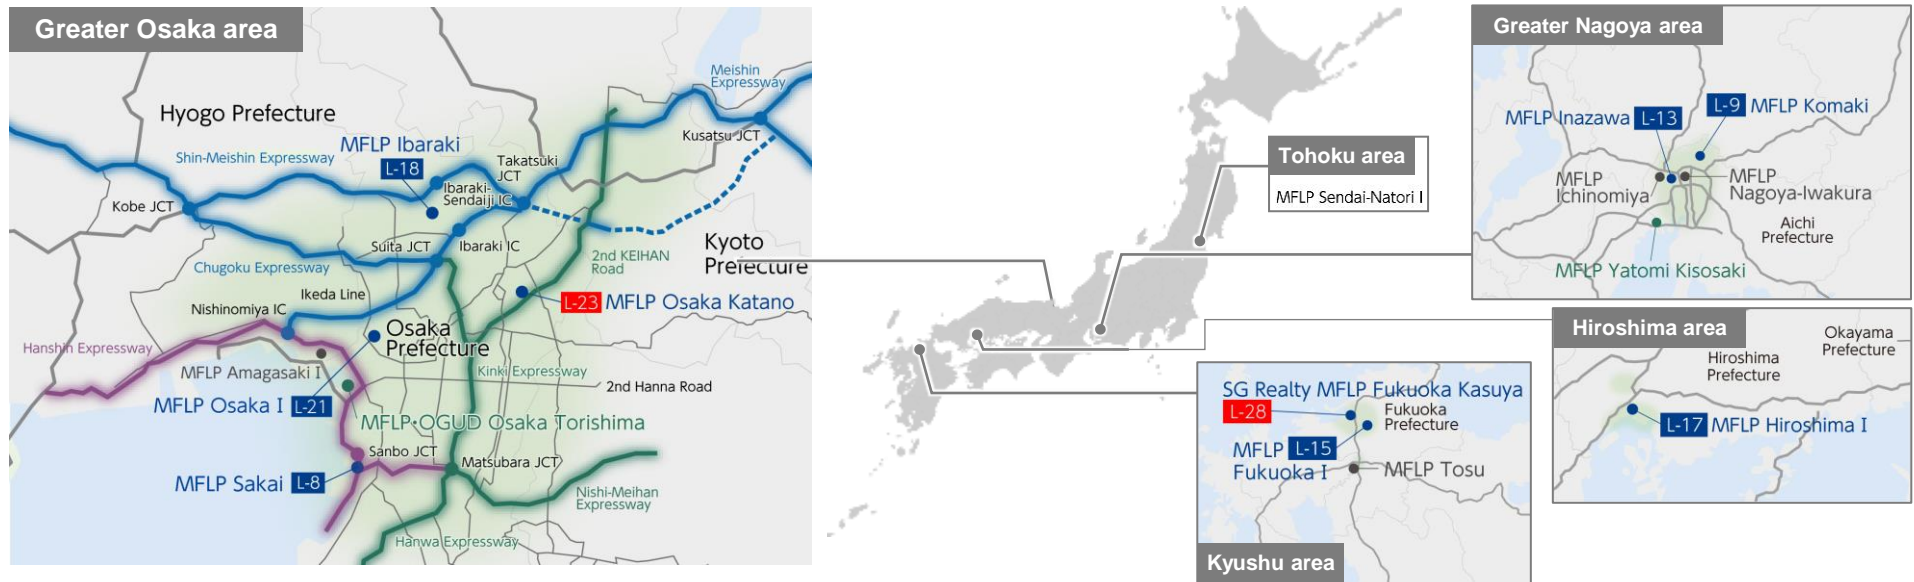 Greater Osaka area
Meishin
Expressway
Hyogo Prefecture
Kusatsu JCT
MFLP Ibaraki
L-18
Shin-Meishin Expressway
Takatsuki
JCT
Ibaraki-
Sendaiji IC
Kobe JCT
Suita JCT
Ibaraki IC
Kyoto
Prefecture
2nd KEIHAN
Road
Chugoku Expressway
Ikeda Line
Nishinomiya IC
L-23 MFLP Osaka Katano
Osaka
Prefecture
Hanshin Expressway
MFLP Amagasaki I
Kinki Expressway
2nd Hanna Road
MFLP Osaka I L-21
MFLP·OGUD Osaka Torishima
Sanbo JCT
Matsubara JCT
MFLP Sakai L-8
Nishi-Meihan
Expressway
Hanwa Expressway
Tohoku area
MFLP Sendai-Natori I
Greater Nagoya area
L-9 MFLP Komaki
MFLP Inazawa L-13
MFLP
Ichinomiya
MFLP
Nagoya-Iwakura
Aichi
Prefecture
MFLP Yatomi Kisosaki
Hiroshima area
Okayama
Prefecture
Hiroshima
Prefecture
L-17 MFLP Hiroshima I
SG Realty MFLP Fukuoka Kasuya
L-28
Fukuoka
Prefecture
MFLP L-15
Fukuoka I
MFLP Tosu
Kyushu area